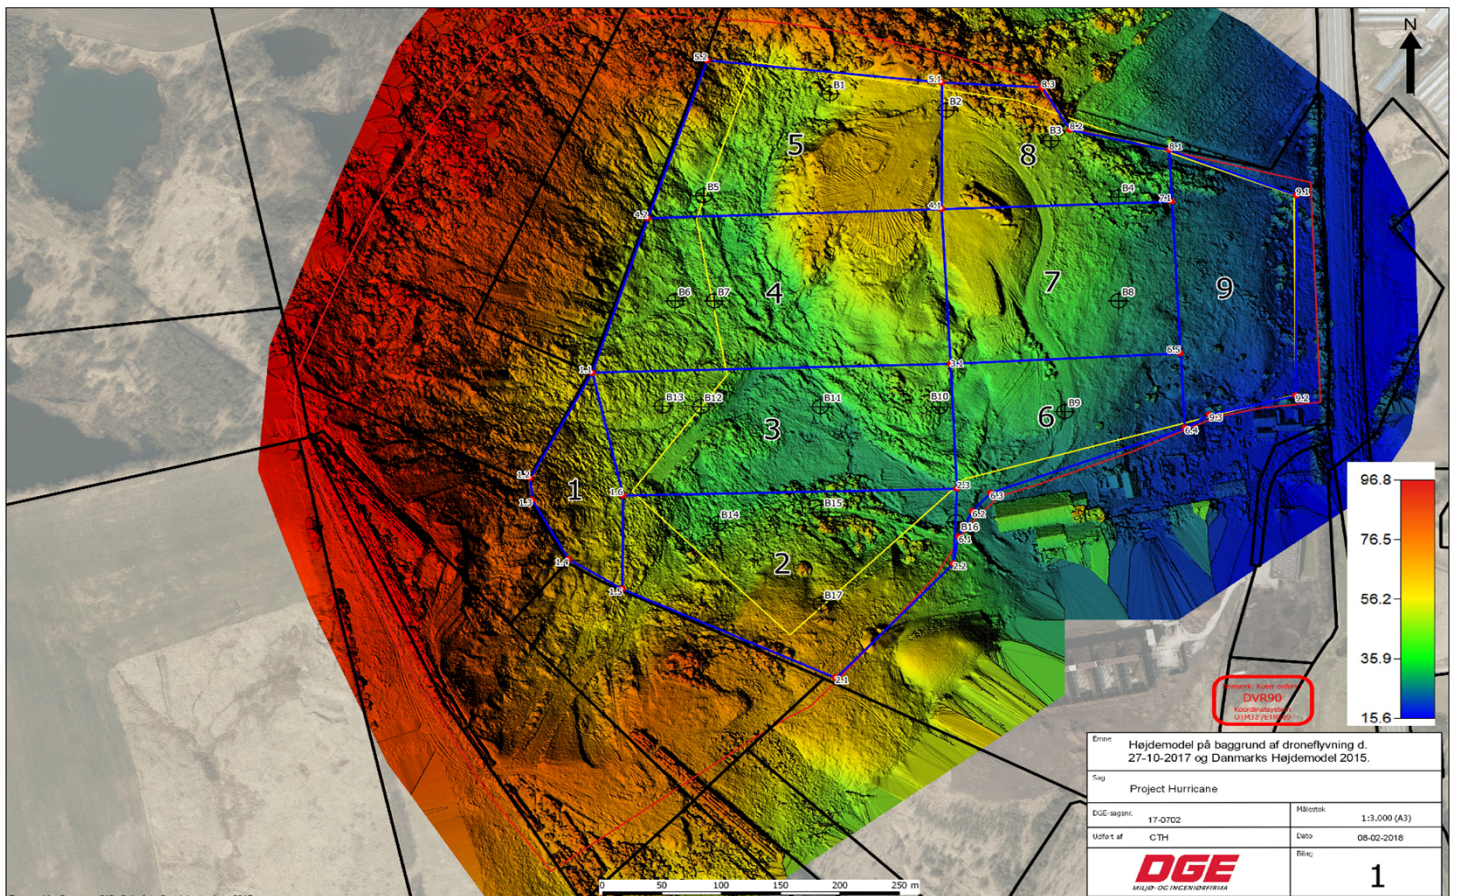 N
5.2
5.1
8.3
B1
B2
B3
8.2
5
8
8.1
9.1
B5
B4
7.1
4.2
4.1
B6
B7
4
7
B8
9
1.1
3.1
6.5
B13
B12
B11
B10
B9
9.2
3
6
9.3
6.4
1.2
1
1.6
2.3
6.3
1.3
B15
6.2
B14
B16
6.1
1.4
2
2.2
1.5
B17
2.1
96.8
76.5
56.2
35.9
15.6
DVR90
Koordinatsystem
UTM32 /ETRS89
Emne
Højdemodel på baggrund af droneflyvning d.
27-10-2017 og Danmarks Højdemodel 2015.
Sag
Project Hurricane
DGE-sagsnr. 17-0702
Målestok 1:3.000 (A3)
Udført af CTH
Dato 08-02-2018
DGE
MILJØ- OG INGENIØRFIRMA
Bilag
1
0 50 100 150 200 250 m